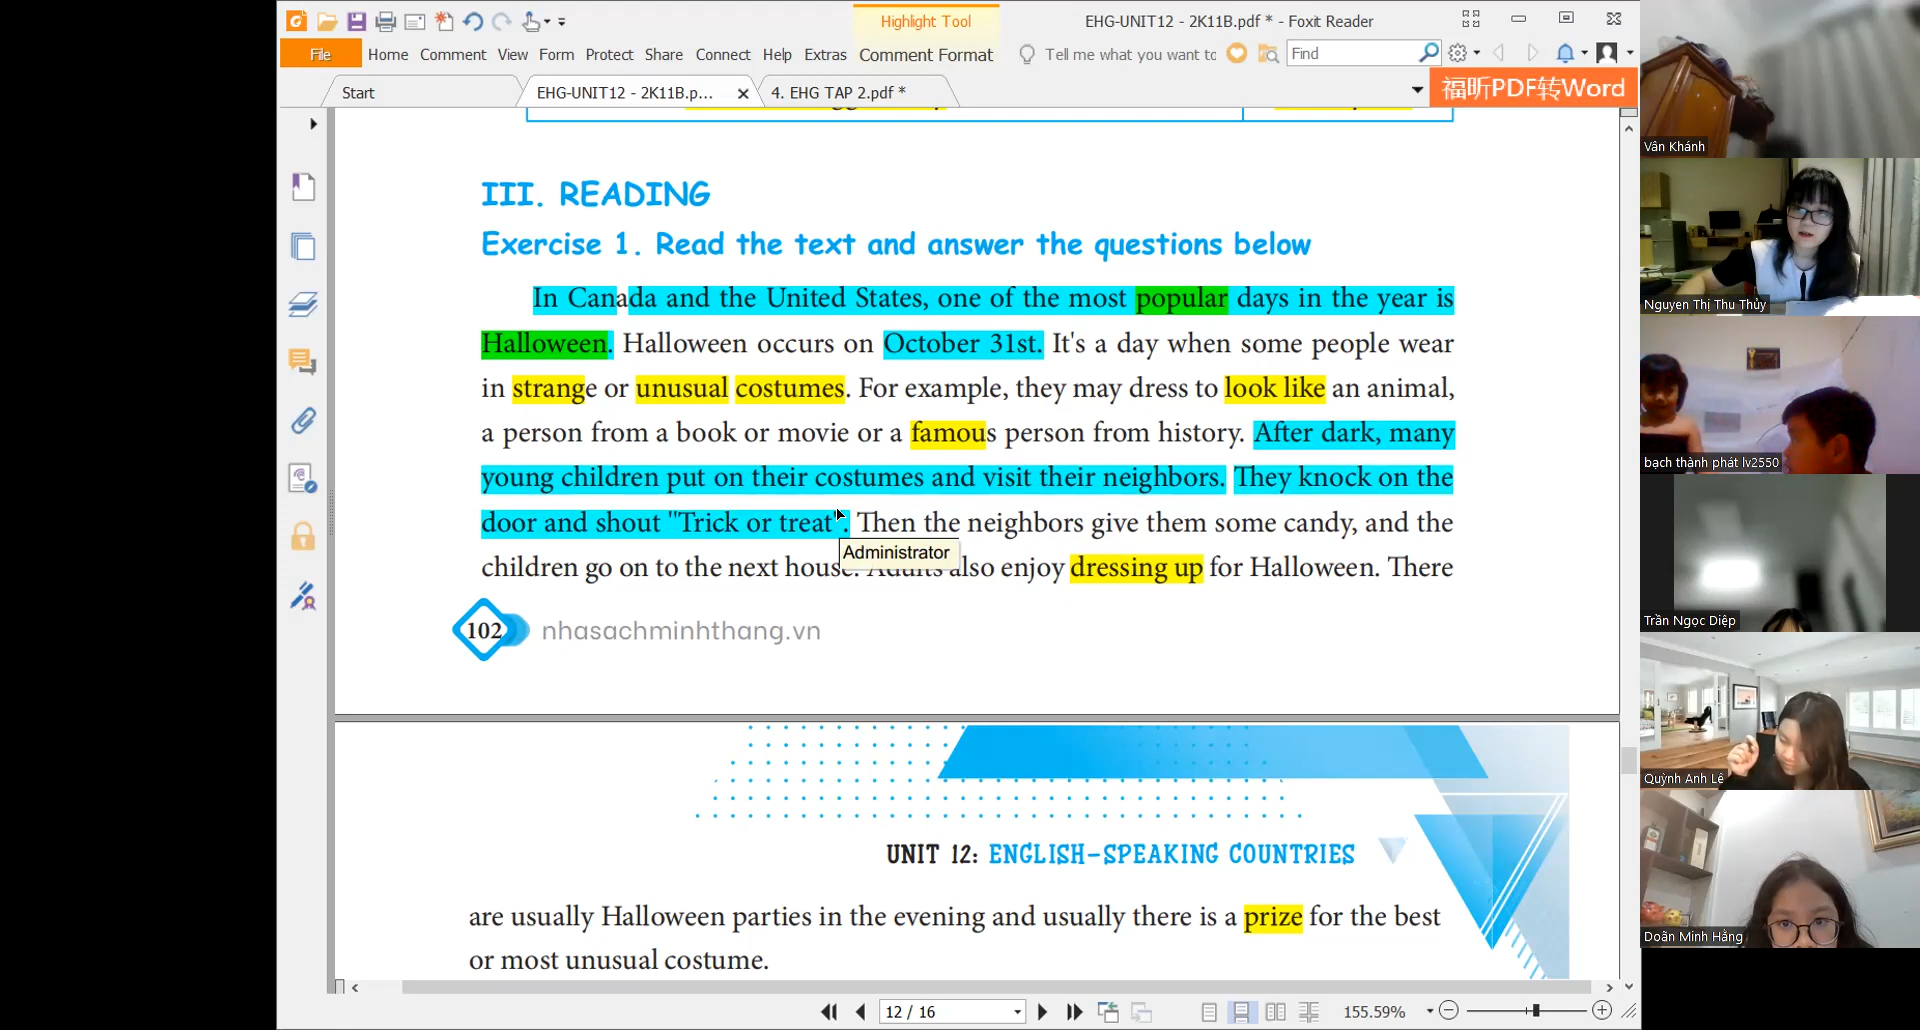 Highlight Tool
EHG-UNIT12 - 2K11B.pdf * - Foxit Reader
File Home Comment View Form Protect Share Connect Help Extras Comment Format Tell me what you want to Find
Start EHG-UNIT12 - 2K11B.p... 4. EHG TAP 2.pdf *
福昕PDF转Word
III. READING
Exercise 1. Read the text and answer the questions below
In Canada and the United States, one of the most popular days in the year is
Halloween. Halloween occurs on October 31st. It's a day when some people wear
in strange or unusual costumes. For example, they may dress to look like an animal,
a person from a book or movie or a famous person from history. After dark, many
young children put on their costumes and visit their neighbors. They knock on the
door and shout "Trick or treat". Then the neighbors give them some candy, and the
Administrator
children go on to the next house. Adults also enjoy dressing up for Halloween. There
102 nhasachminhthang.vn
UNIT 12: ENGLISH-SPEAKING COUNTRIES
are usually Halloween parties in the evening and usually there is a prize for the best
or most unusual costume.
12 / 16
155.59%
Vân Khánh
Nguyen Thị Thu Thủy
bạch thành phát lv2550
Trần Ngọc Diệp
Quỳnh Anh Lê
Doãn Minh Hằng